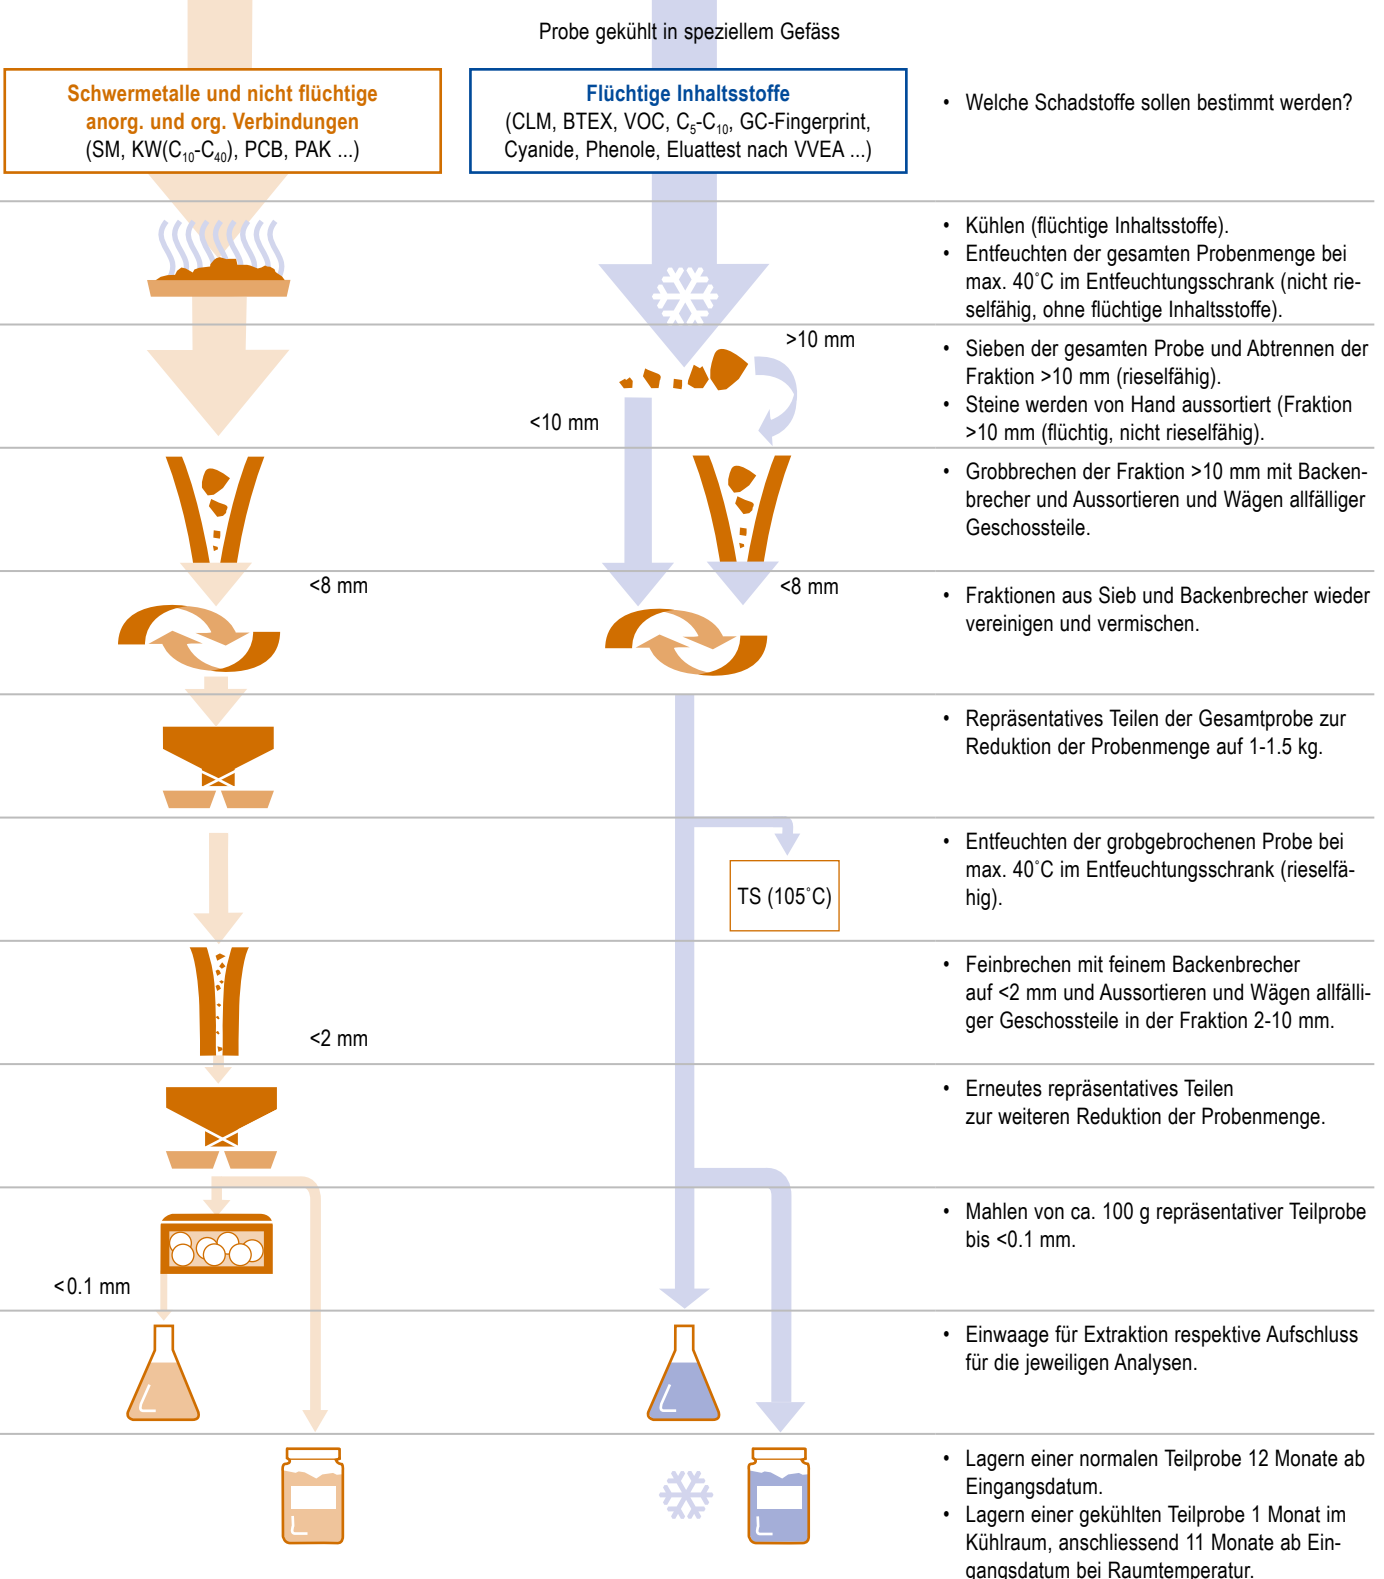 Probe gekühlt in speziellem Gefäss
Schwermetalle und nicht flüchtige
anorg. und org. Verbindungen
(SM, KW(C₁₀-C₄₀), PCB, PAK ...)
Flüchtige Inhaltsstoffe
(CLM, BTEX, VOC, C₅-C₁₀, GC-Fingerprint,
Cyanide, Phenole, Eluattest nach VVEA ...)
• Welche Schadstoffe sollen bestimmt werden?
• Kühlen (flüchtige Inhaltsstoffe).
• Entfeuchten der gesamten Probenmenge bei
max. 40˚C im Entfeuchtungsschrank (nicht rie-
selfähig, ohne flüchtige Inhaltsstoffe).
>10 mm
<10 mm
• Sieben der gesamten Probe und Abtrennen der
Fraktion >10 mm (rieselfähig).
• Steine werden von Hand aussortiert (Fraktion
>10 mm (flüchtig, nicht rieselfähig).
• Grobbrechen der Fraktion >10 mm mit Backen-
brecher und Aussortieren und Wägen allfälliger
Geschossteile.
<8 mm
<8 mm
• Fraktionen aus Sieb und Backenbrecher wieder
vereinigen und vermischen.
• Repräsentatives Teilen der Gesamtprobe zur
Reduktion der Probenmenge auf 1-1.5 kg.
TS (105˚C)
• Entfeuchten der grobgebrochenen Probe bei
max. 40˚C im Entfeuchtungsschrank (rieselfä-
hig).
<2 mm
• Feinbrechen mit feinem Backenbrecher
auf <2 mm und Aussortieren und Wägen allfälli-
ger Geschossteile in der Fraktion 2-10 mm.
• Erneutes repräsentatives Teilen
zur weiteren Reduktion der Probenmenge.
<0.1 mm
• Mahlen von ca. 100 g repräsentativer Teilprobe
bis <0.1 mm.
• Einwaage für Extraktion respektive Aufschluss
für die jeweiligen Analysen.
• Lagern einer normalen Teilprobe 12 Monate ab
Eingangsdatum.
• Lagern einer gekühlten Teilprobe 1 Monat im
Kühlraum, anschliessend 11 Monate ab Ein-
gangsdatum bei Raumtemperatur.